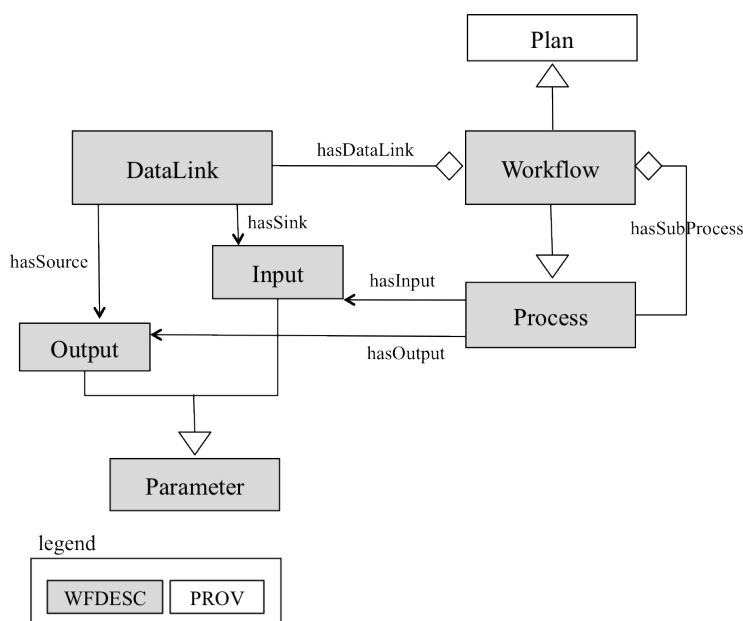 Plan
hasDataLink
DataLink
Workflow
hasSink
hasSubProcess
hasSource
Input
hasInput
Process
Output
hasOutput
Parameter
legend
WFDESC
PROV